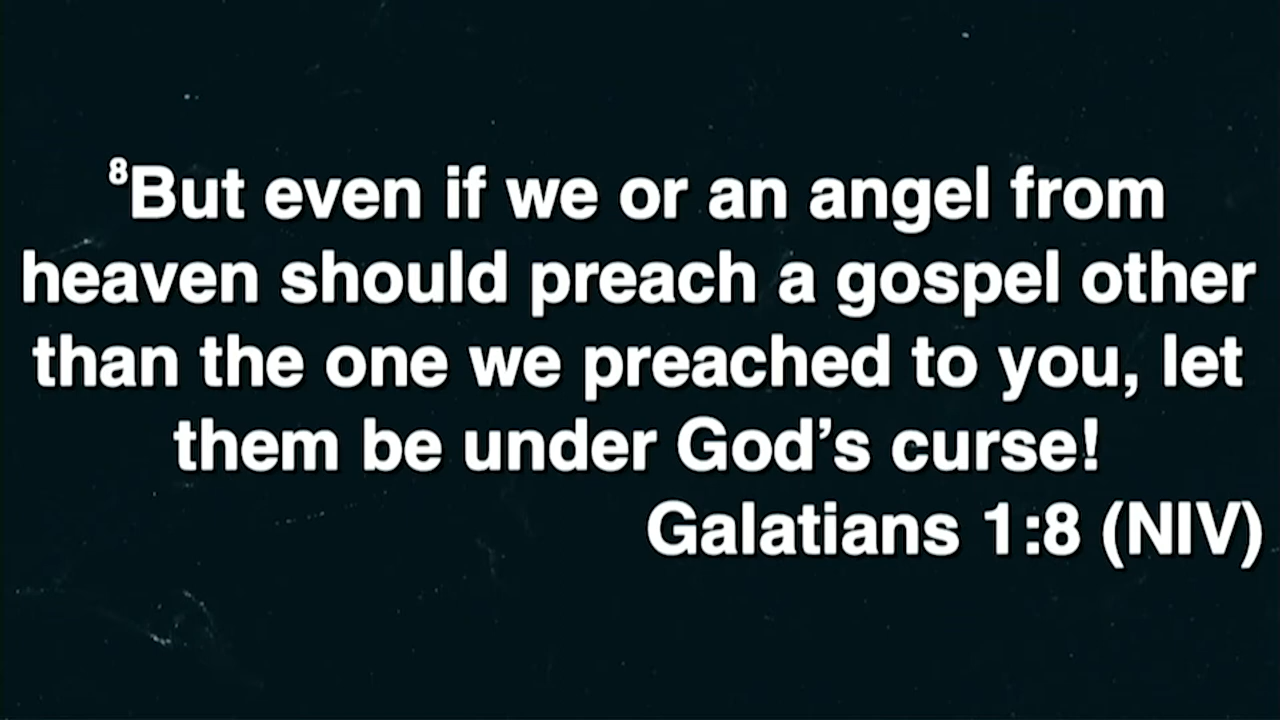 ⁸But even if we or an angel from
heaven should preach a gospel other
than the one we preached to you, let
them be under God’s curse!
Galatians 1:8 (NIV)